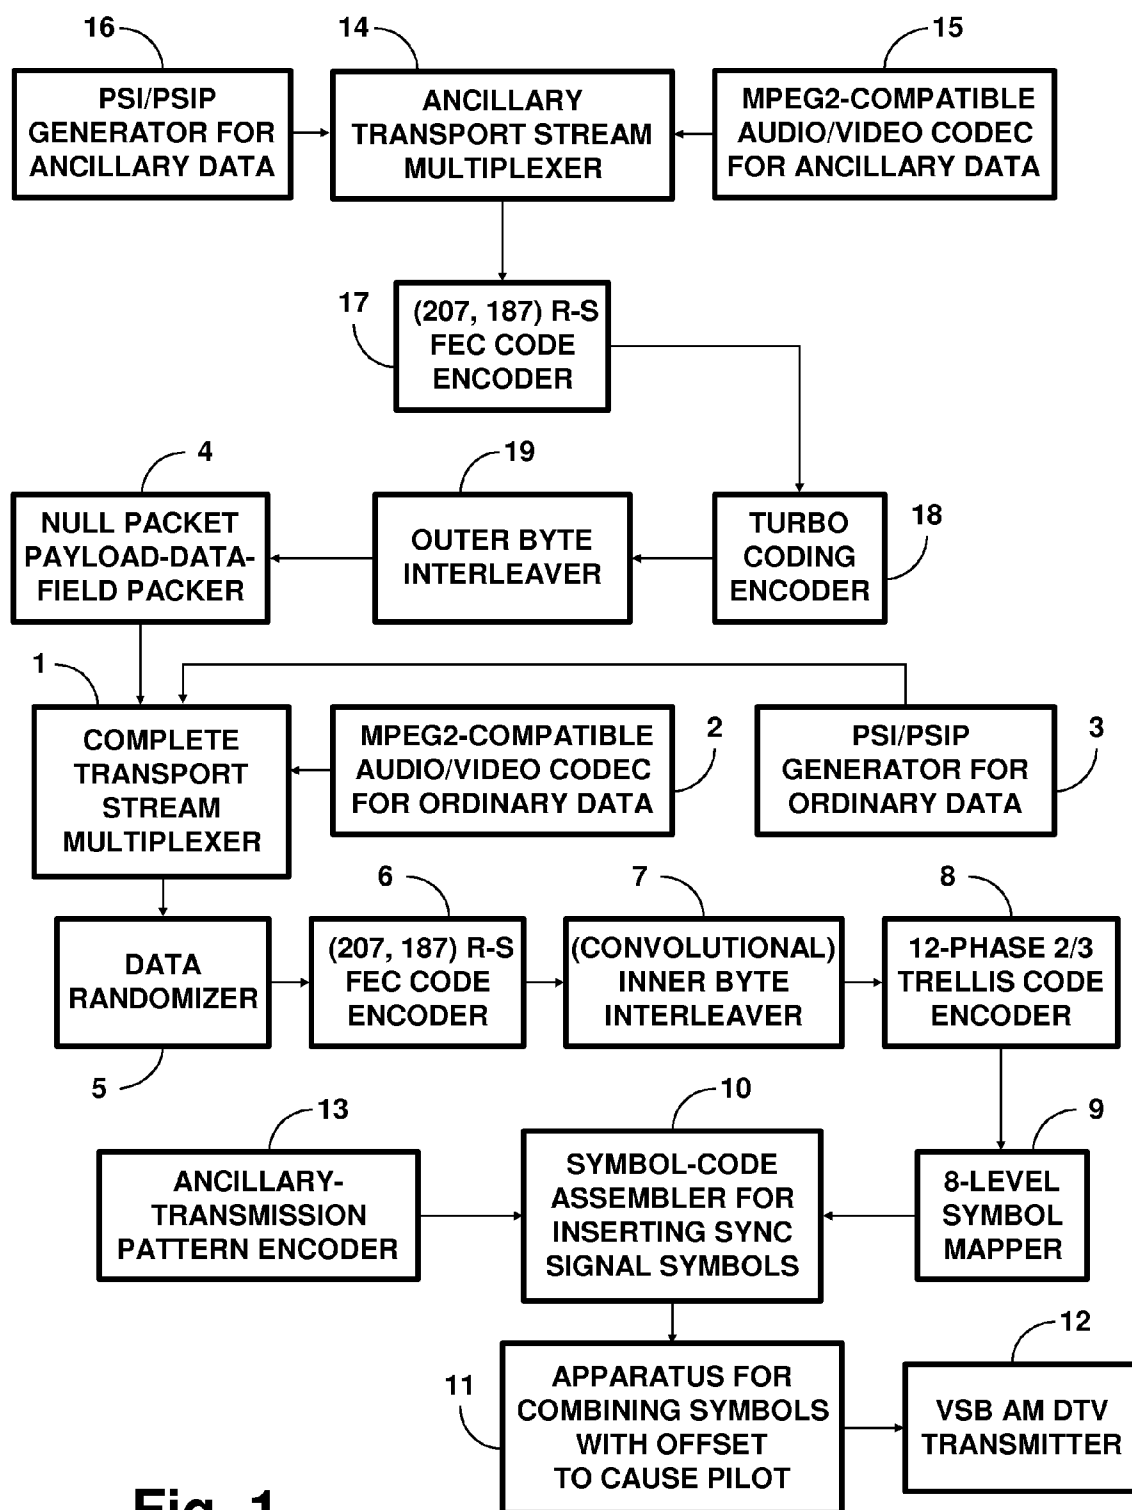 16
14
15
PSI/PSIP
GENERATOR FOR
ANCILLARY DATA
ANCILLARY
TRANSPORT STREAM
MULTIPLEXER
MPEG2-COMPATIBLE
AUDIO/VIDEO CODEC
FOR ANCILLARY DATA
17
(207, 187) R-S
FEC CODE
ENCODER
4
19
18
NULL PACKET
PAYLOAD-DATA-
FIELD PACKER
OUTER BYTE
INTERLEAVER
TURBO
CODING
ENCODER
1
2
3
COMPLETE
TRANSPORT
STREAM
MULTIPLEXER
MPEG2-COMPATIBLE
AUDIO/VIDEO CODEC
FOR ORDINARY DATA
PSI/PSIP
GENERATOR FOR
ORDINARY DATA
6
7
8
DATA
RANDOMIZER
(207, 187) R-S
FEC CODE
ENCODER
(CONVOLUTIONAL)
INNER BYTE
INTERLEAVER
12-PHASE 2/3
TRELLIS CODE
ENCODER
5
13
10
9
ANCILLARY-
TRANSMISSION
PATTERN ENCODER
SYMBOL-CODE
ASSEMBLER FOR
INSERTING SYNC
SIGNAL SYMBOLS
8-LEVEL
SYMBOL
MAPPER
11
12
APPARATUS FOR
COMBINING SYMBOLS
WITH OFFSET
TO CAUSE PILOT
VSB AM DTV
TRANSMITTER
Fig. 1